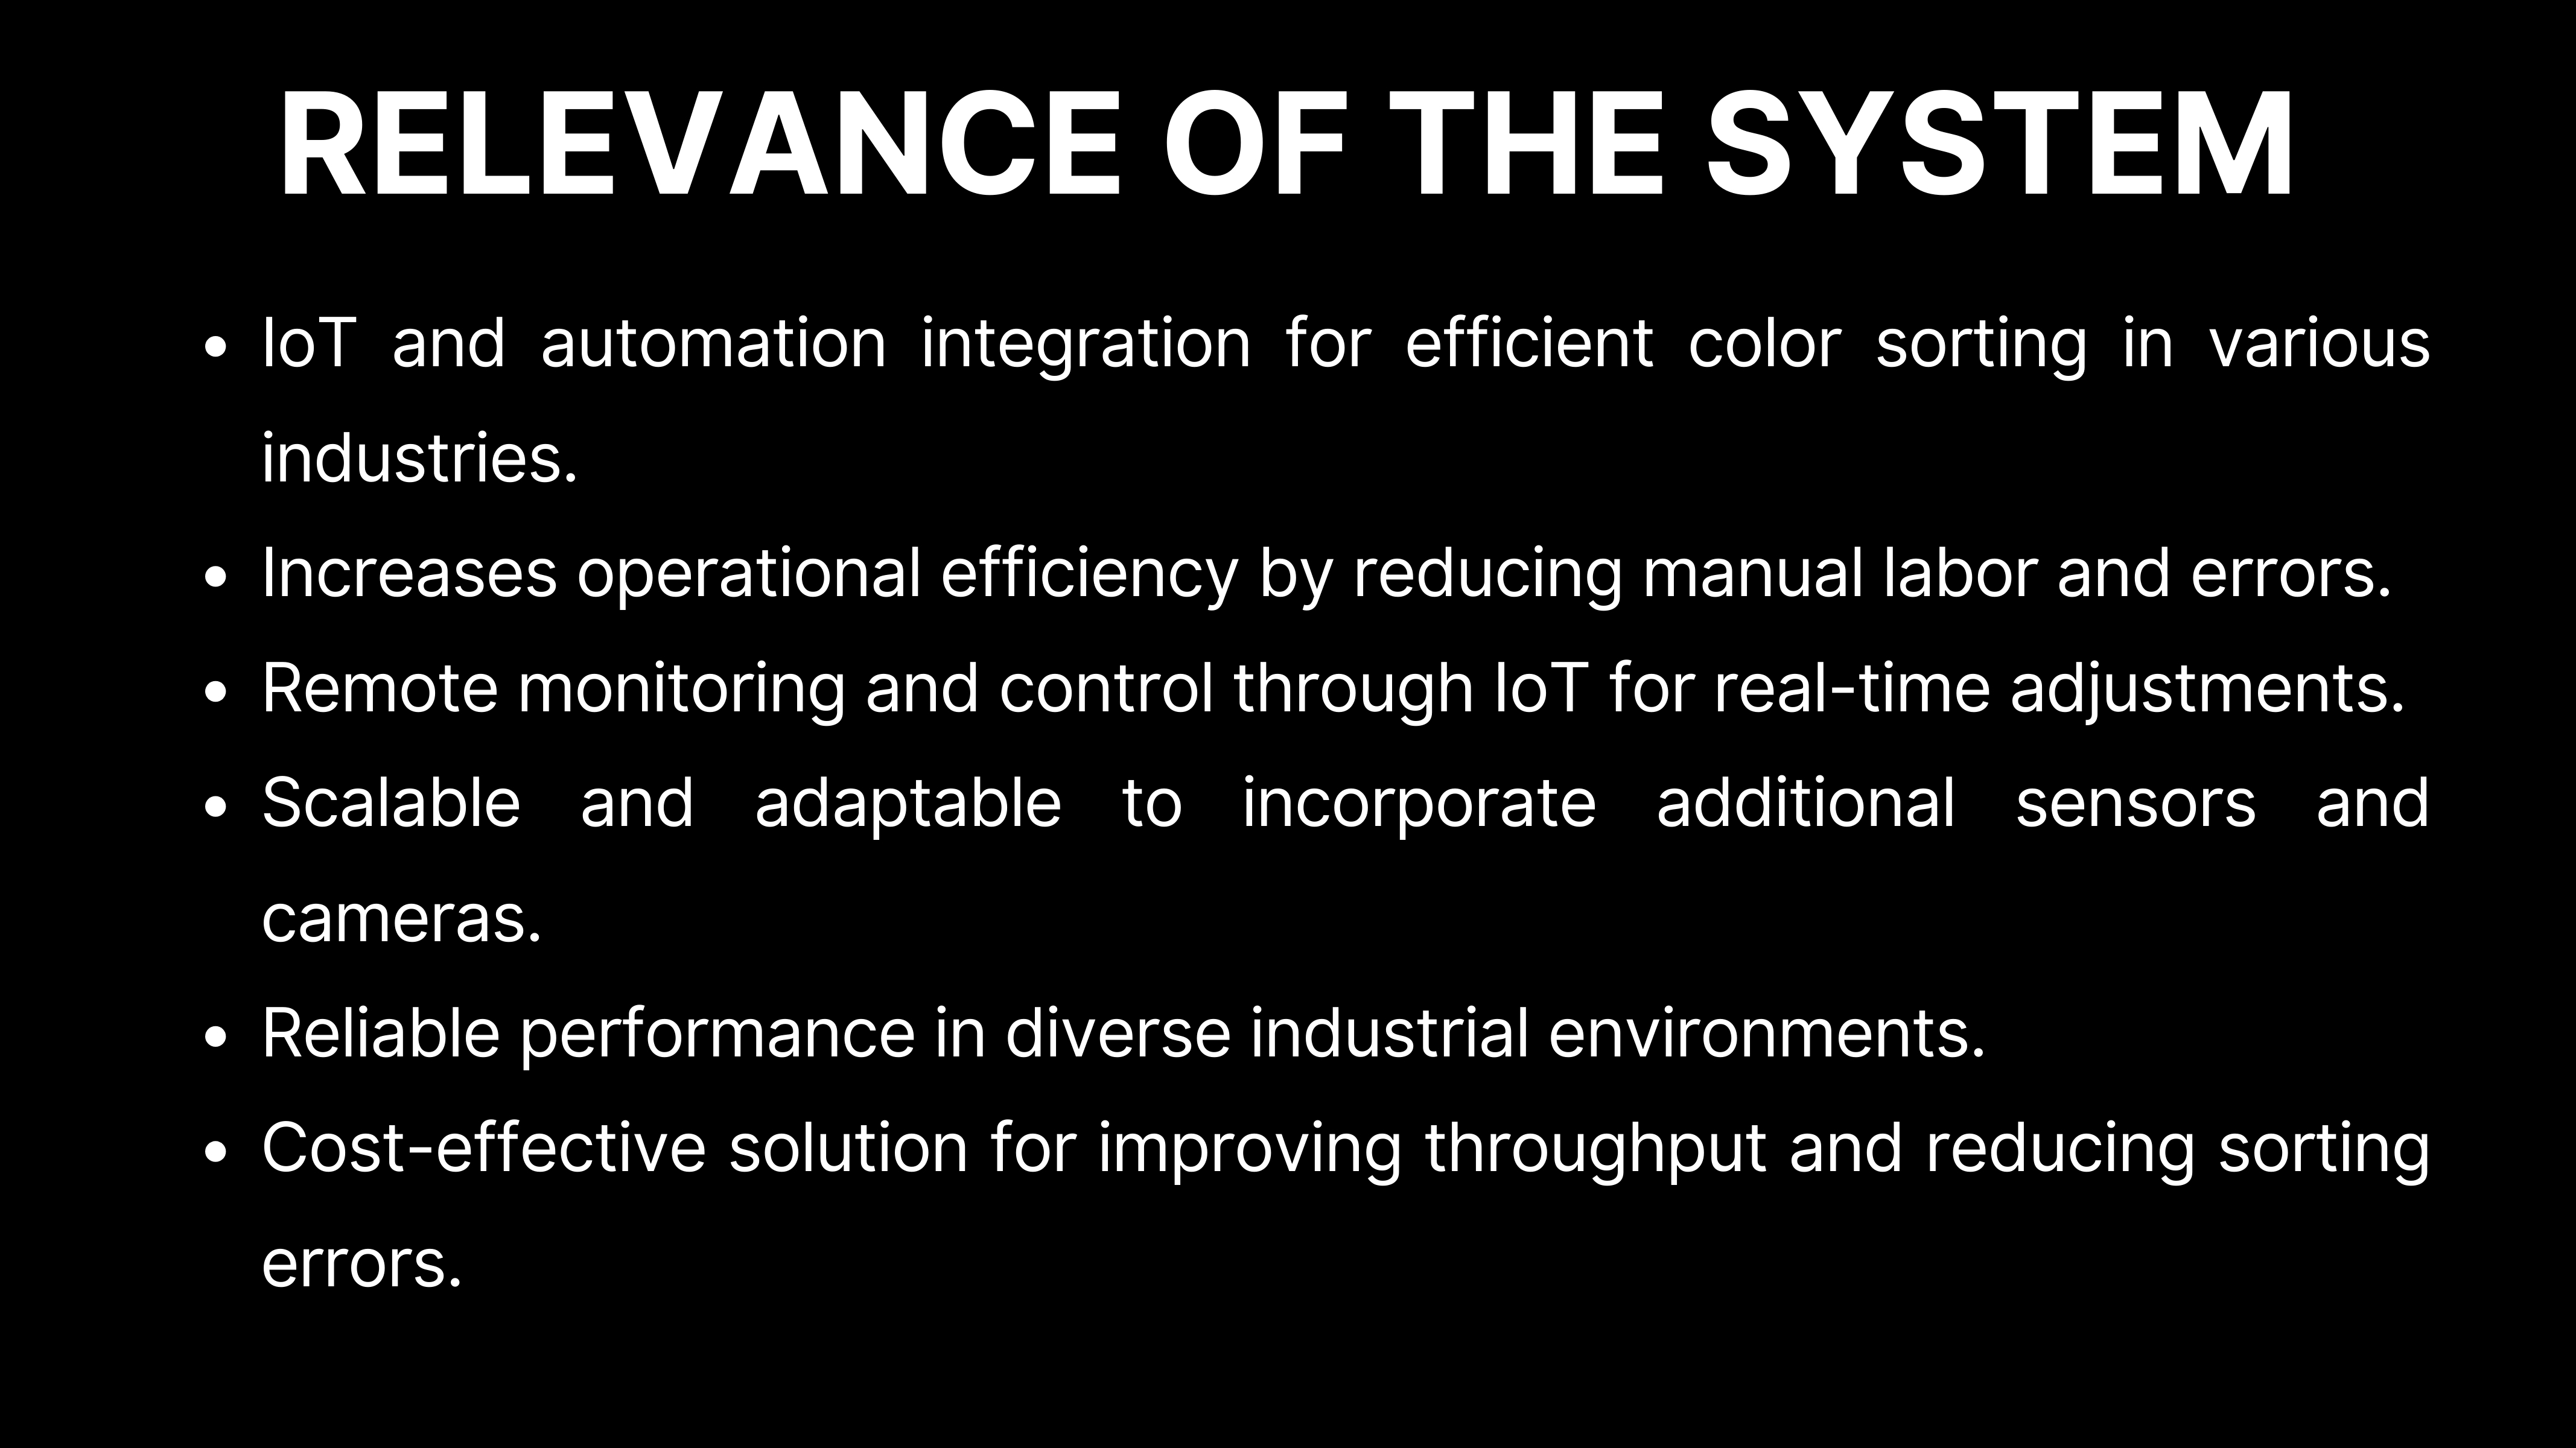 RELEVANCE OF THE SYSTEM
• IoT and automation integration for efficient color sorting in various
industries.
• Increases operational efficiency by reducing manual labor and errors.
• Remote monitoring and control through IoT for real-time adjustments.
• Scalable and adaptable to incorporate additional sensors and
cameras.
• Reliable performance in diverse industrial environments.
• Cost-effective solution for improving throughput and reducing sorting
errors.